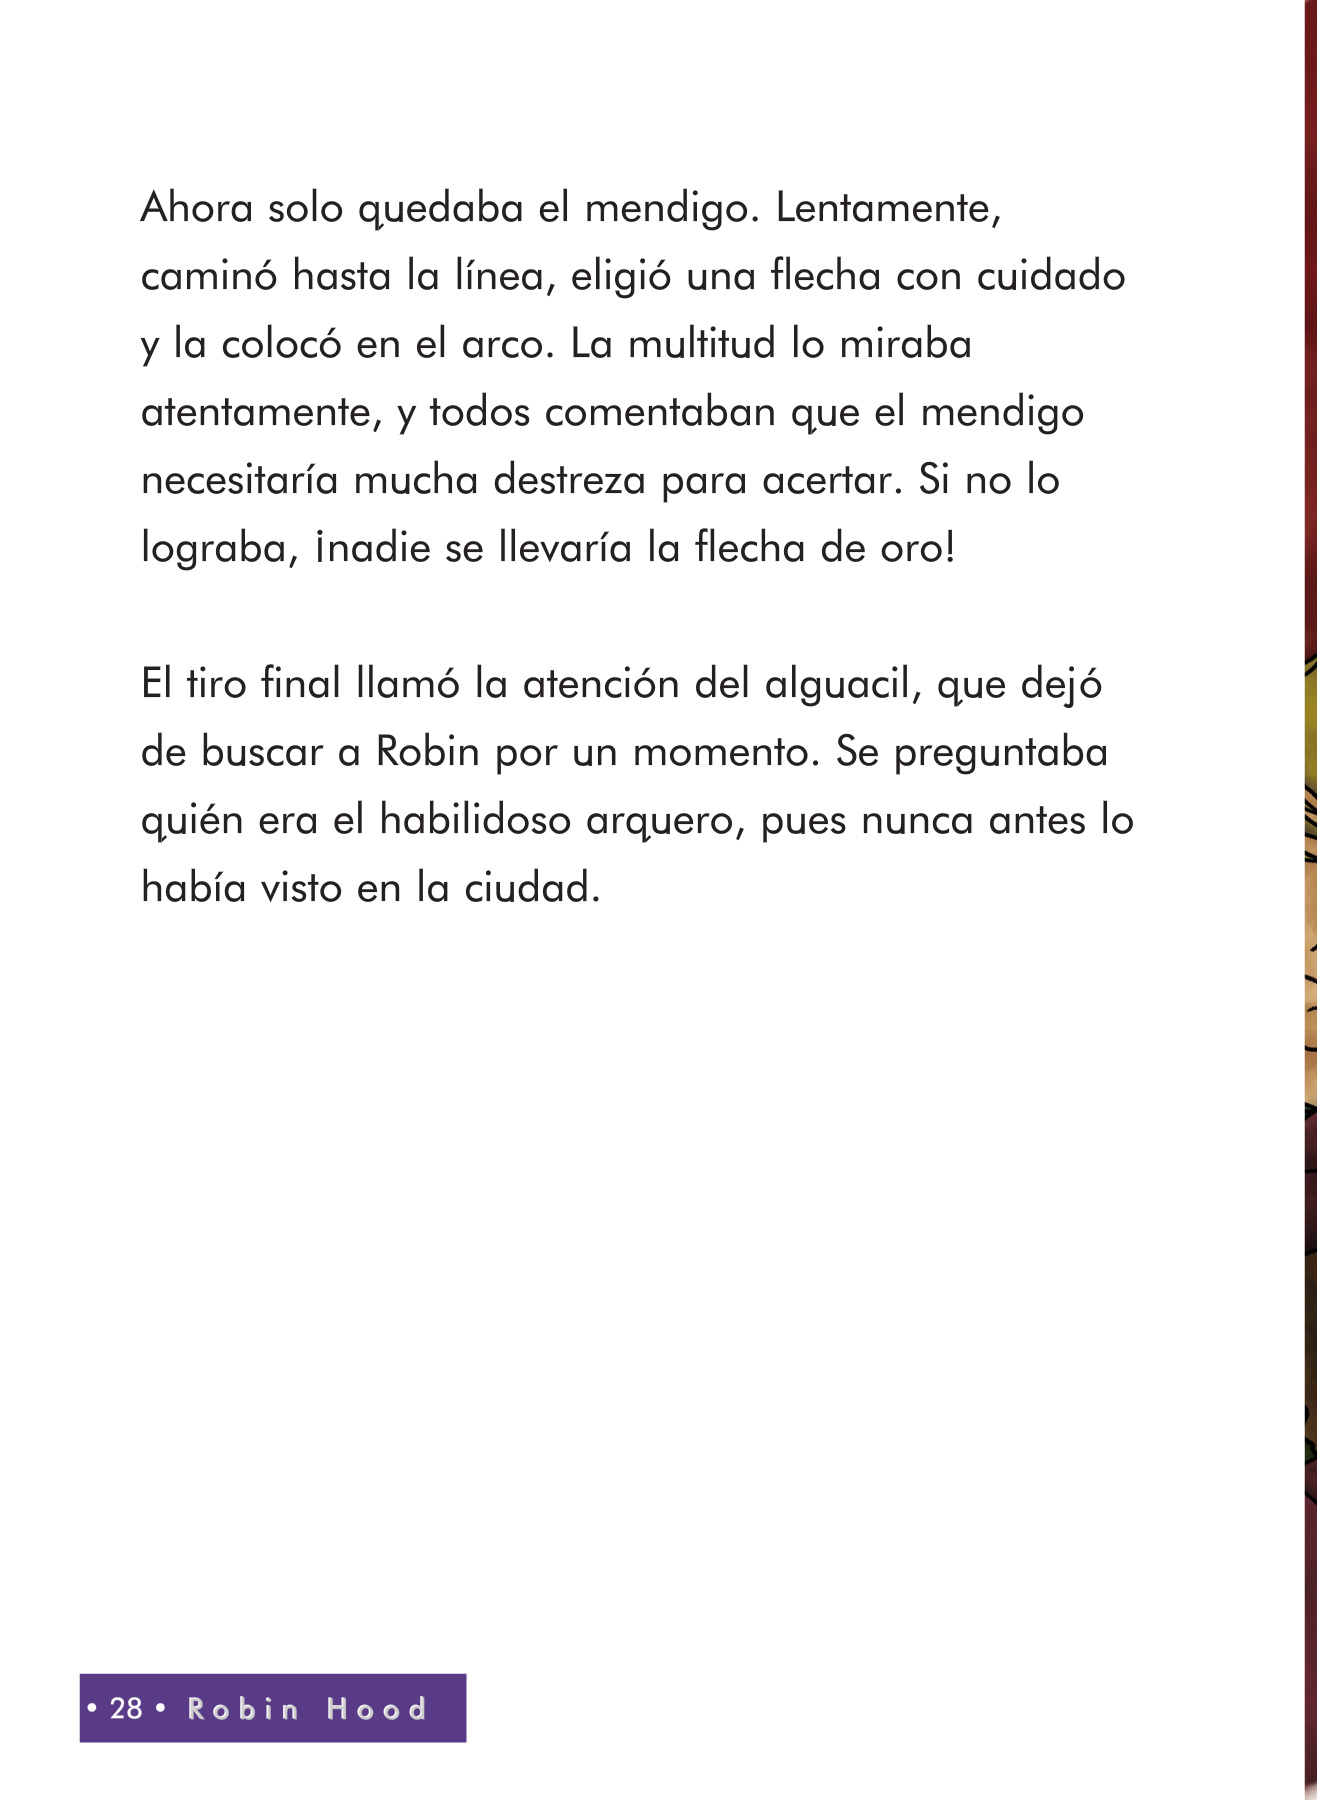 Ahora solo quedaba el mendigo. Lentamente,
caminó hasta la línea, eligió una flecha con cuidado
y la colocó en el arco. La multitud lo miraba
atentamente, y todos comentaban que el mendigo
necesitaría mucha destreza para acertar. Si no lo
lograba, ¡nadie se llevaría la flecha de oro!
El tiro final llamó la atención del alguacil, que dejó
de buscar a Robin por un momento. Se preguntaba
quién era el habilidoso arquero, pues nunca antes lo
había visto en la ciudad.
• 28 • Robin Hood